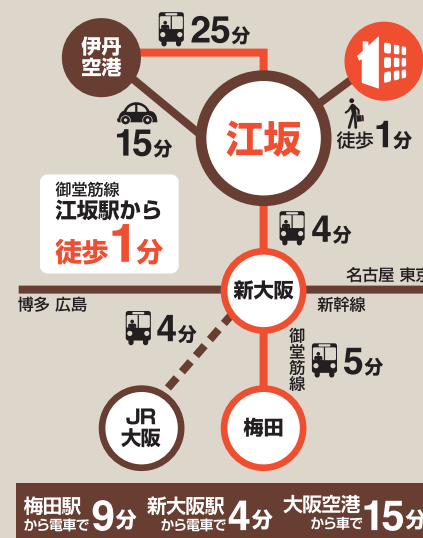 25分
伊丹
空港
15分
江坂
徒歩1分
御堂筋線
江坂駅から
徒歩1分
4分
名古屋 東京
新大阪
博多 広島
新幹線
4分
御堂筋線
5分
JR
大阪
梅田
梅田駅
から電車で9分
新大阪駅
から電車で4分
大阪空港
から車で15分